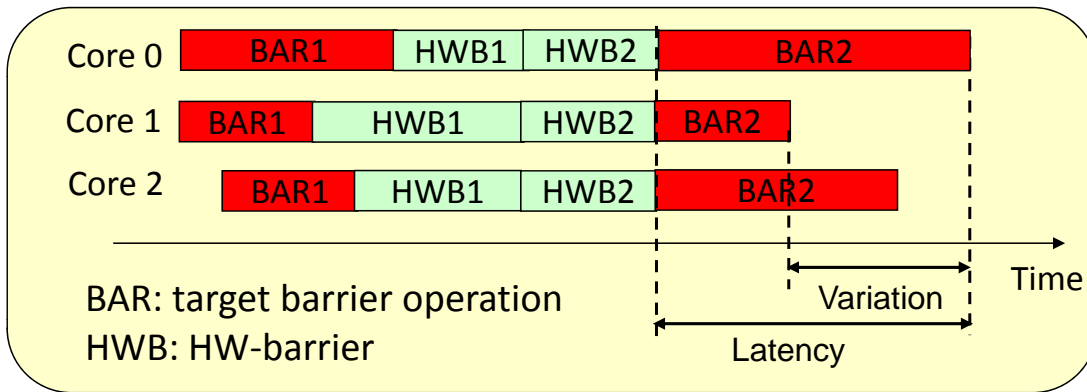 Core 0 BAR1 HWB1 HWB2 BAR2
Core 1 BAR1 HWB1 HWB2 BAR2
Core 2 BAR1 HWB1 HWB2 BAR2
Time
BAR: target barrier operation
Variation
HWB: HW-barrier
Latency